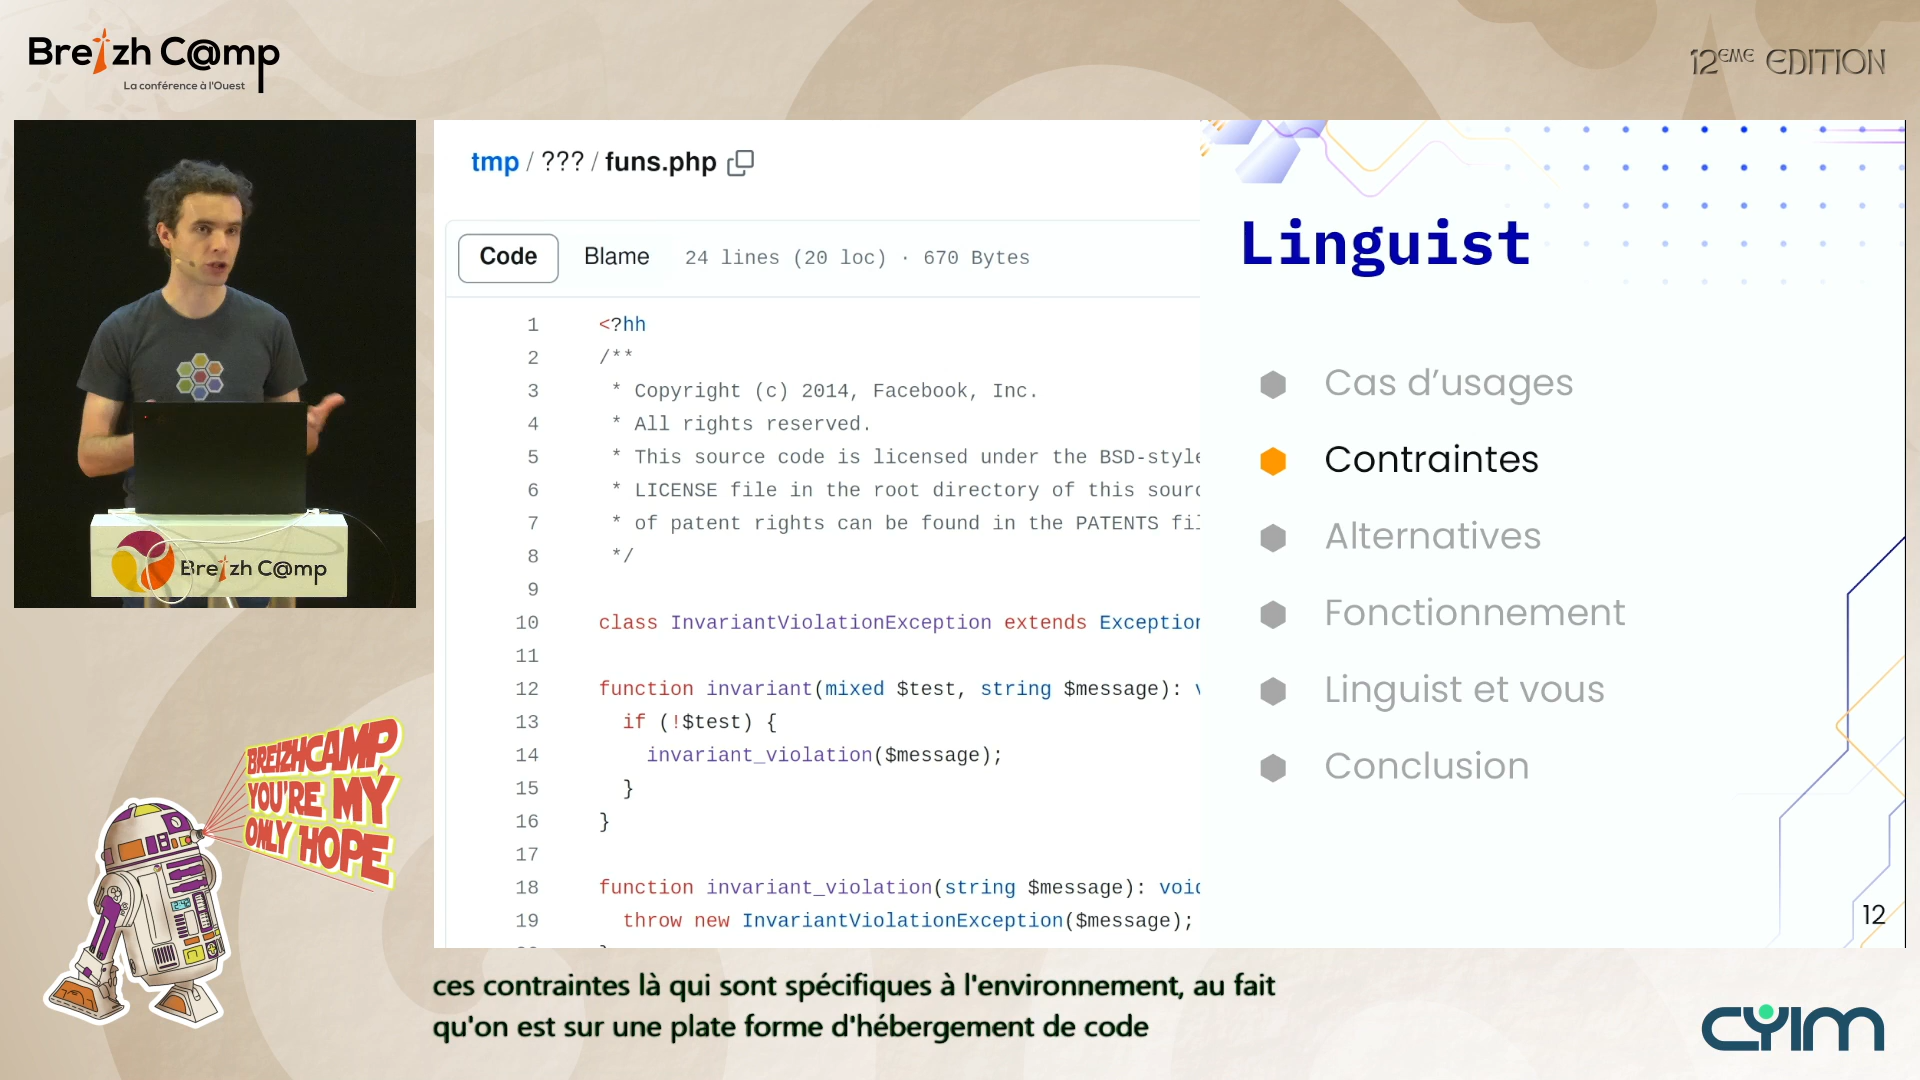 Breizh C@mp
La conférence à l'Ouest
12EME EDITION
tmp / ??? / funs.php
Code Blame 24 lines (20 loc) · 670 Bytes
1 <?hh
2 /**
3 * Copyright (c) 2014, Facebook, Inc.
4 * All rights reserved.
5 * This source code is licensed under the BSD-style
6 * LICENSE file in the root directory of this sourc
7 * of patent rights can be found in the PATENTS fil
8 */
9
10 class InvariantViolationException extends Exception
11
12 function invariant(mixed $test, string $message): v
13 if (!$test) {
14 invariant_violation($message);
15 }
16 }
17
18 function invariant_violation(string $message): void
19 throw new InvariantViolationException($message);
Linguist
Cas d'usages
Contraintes
Alternatives
Fonctionnement
Linguist et vous
Conclusion
12
Breizh C@mp
BREIZHCAMP,
YOU'RE MY
ONLY HOPE
ces contraintes là qui sont spécifiques à l'environnement, au fait
qu'on est sur une plate forme d'hébergement de code
CYIM